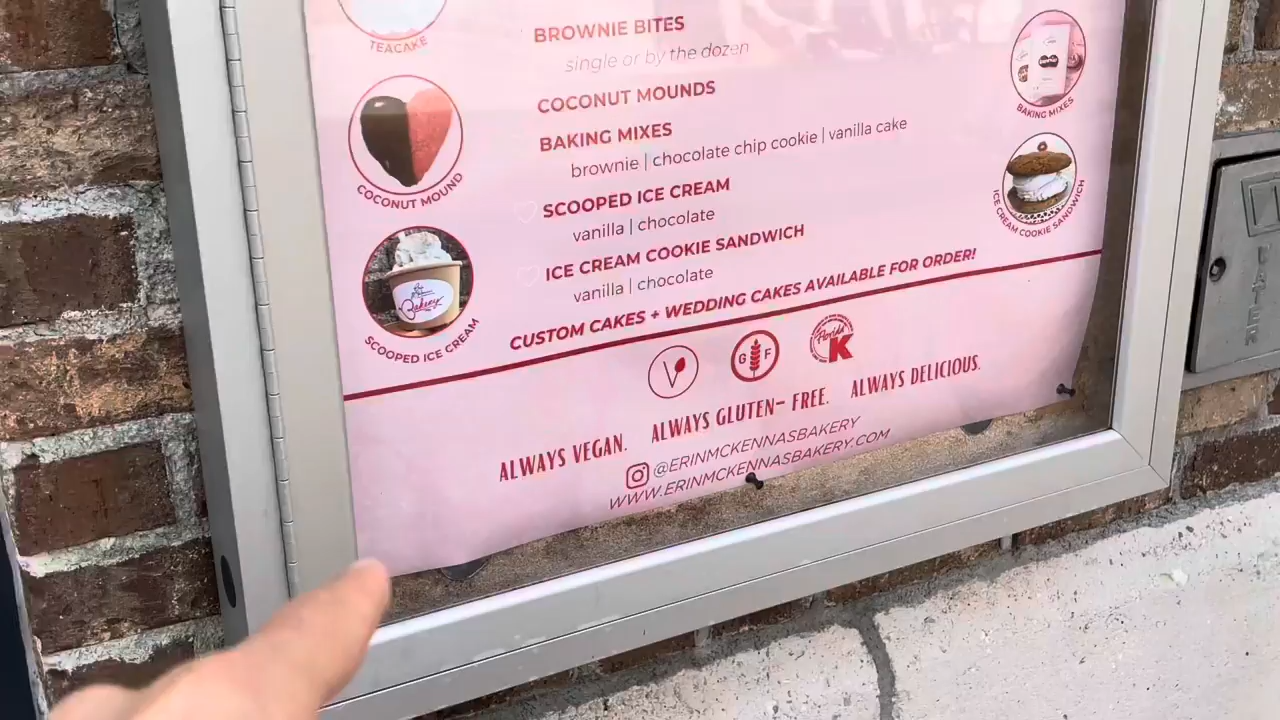 TEACAKE
BROWNIE BITES
single or by the dozen
COCONUT MOUNDS
BAKING MIXES
brownie | chocolate chip cookie | vanilla cake
SCOOPED ICE CREAM
vanilla | chocolate
ICE CREAM COOKIE SANDWICH
vanilla | chocolate
CUSTOM CAKES + WEDDING CAKES AVAILABLE FOR ORDER!
COCONUT MOUND
Bakery
SCOOPED ICE CREAM
BAKING MIXES
ICE CREAM COOKIE SANDWICH
V
G F
Florida
K
ALWAYS VEGAN. ALWAYS GLUTEN- FREE. ALWAYS DELICIOUS.
@ERINMCKENNASBAKERY
WWW.ERINMCKENNASBAKERY.COM
WATER